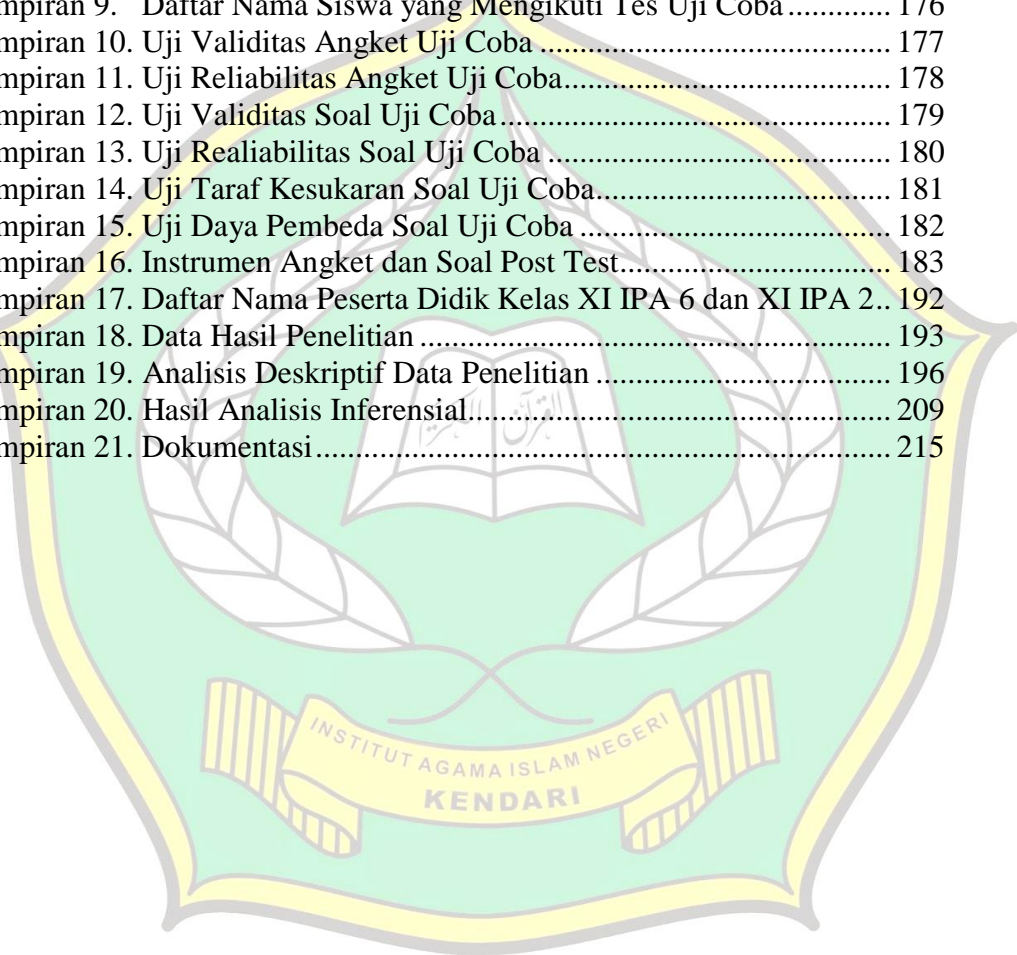 mpiran 9. Daftar Nama Siswa yang Mengikuti Tes Uji Coba ............. 176
mpiran 10. Uji Validitas Angket Uji Coba ............................................ 177
mpiran 11. Uji Reliabilitas Angket Uji Coba......................................... 178
mpiran 12. Uji Validitas Soal Uji Coba ................................................. 179
mpiran 13. Uji Realiabilitas Soal Uji Coba ........................................... 180
mpiran 14. Uji Taraf Kesukaran Soal Uji Coba..................................... 181
mpiran 15. Uji Daya Pembeda Soal Uji Coba ....................................... 182
mpiran 16. Instrumen Angket dan Soal Post Test.................................. 183
mpiran 17. Daftar Nama Peserta Didik Kelas XI IPA 6 dan XI IPA 2.. 192
mpiran 18. Data Hasil Penelitian ........................................................... 193
mpiran 19. Analisis Deskriptif Data Penelitian ..................................... 196
mpiran 20. Hasil Analisis Inferensial..................................................... 209
mpiran 21. Dokumentasi ........................................................................ 215
INSTITUT AGAMA ISLAM NEGERI
KENDARI